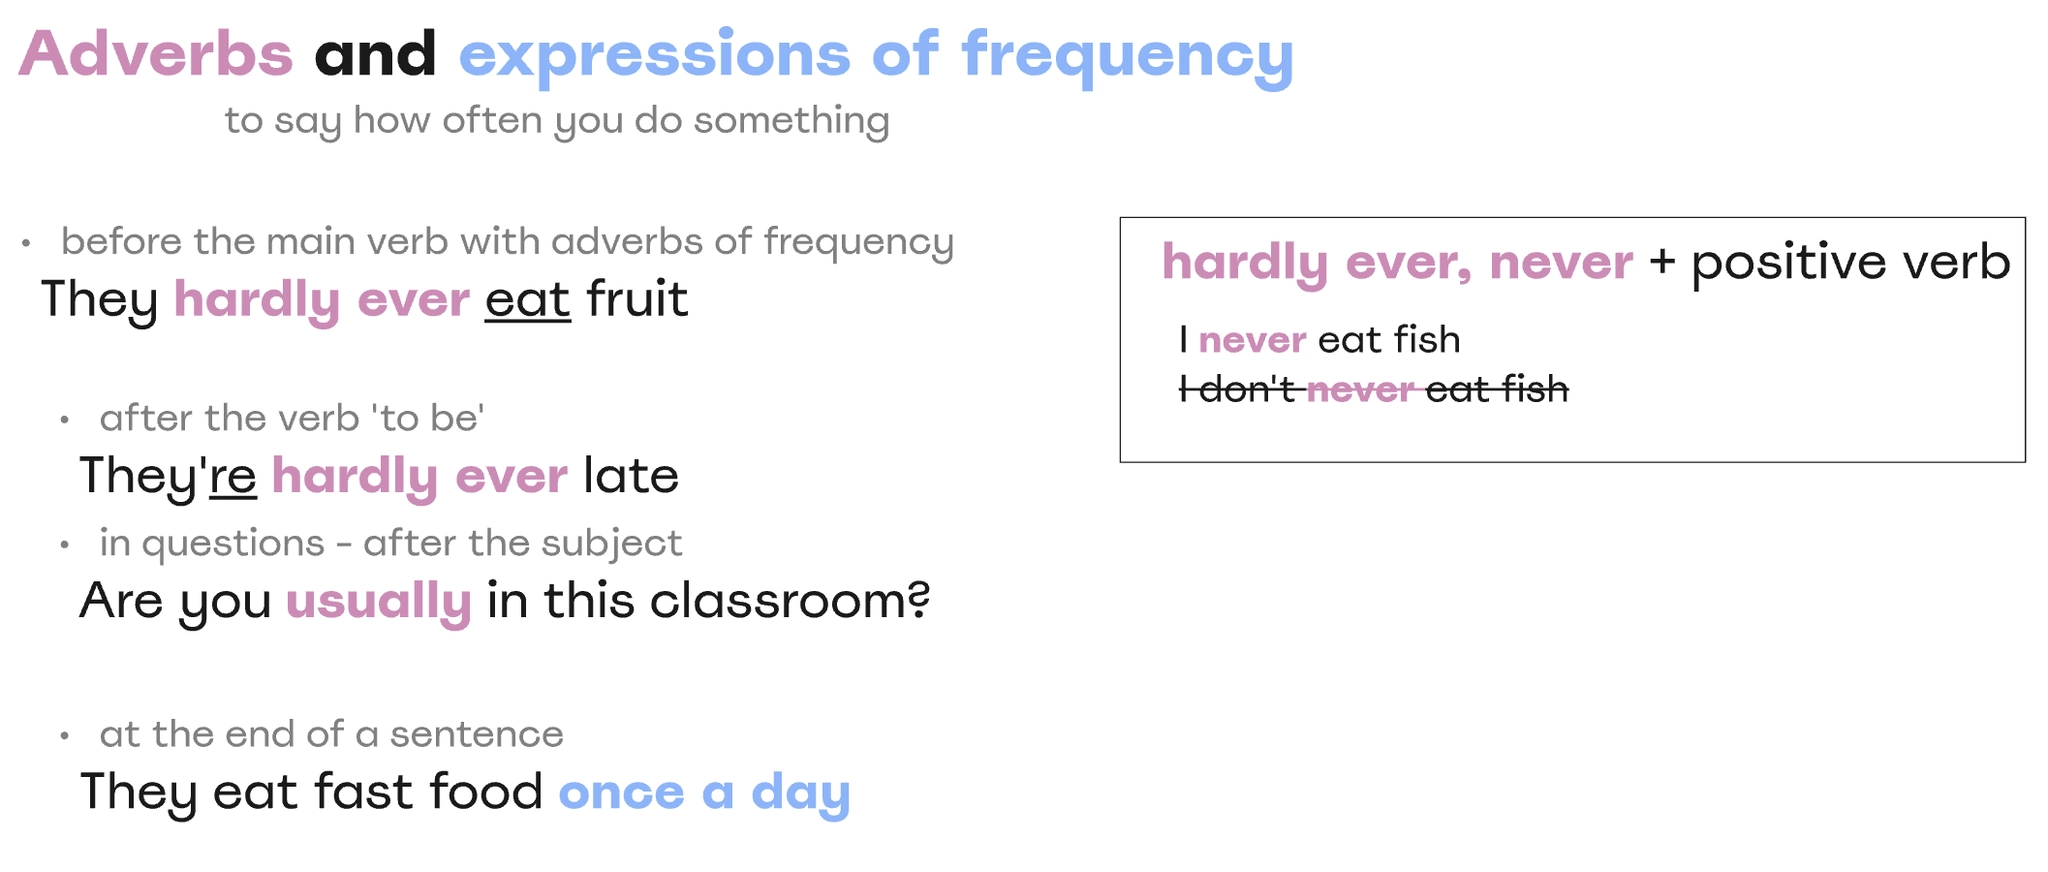 Adverbs and expressions of frequency
to say how often you do something
• before the main verb with adverbs of frequency
They hardly ever eat fruit
• after the verb 'to be'
They're hardly ever late
• in questions - after the subject
Are you usually in this classroom?
• at the end of a sentence
They eat fast food once a day
hardly ever, never + positive verb
I never eat fish
I don't never eat fish